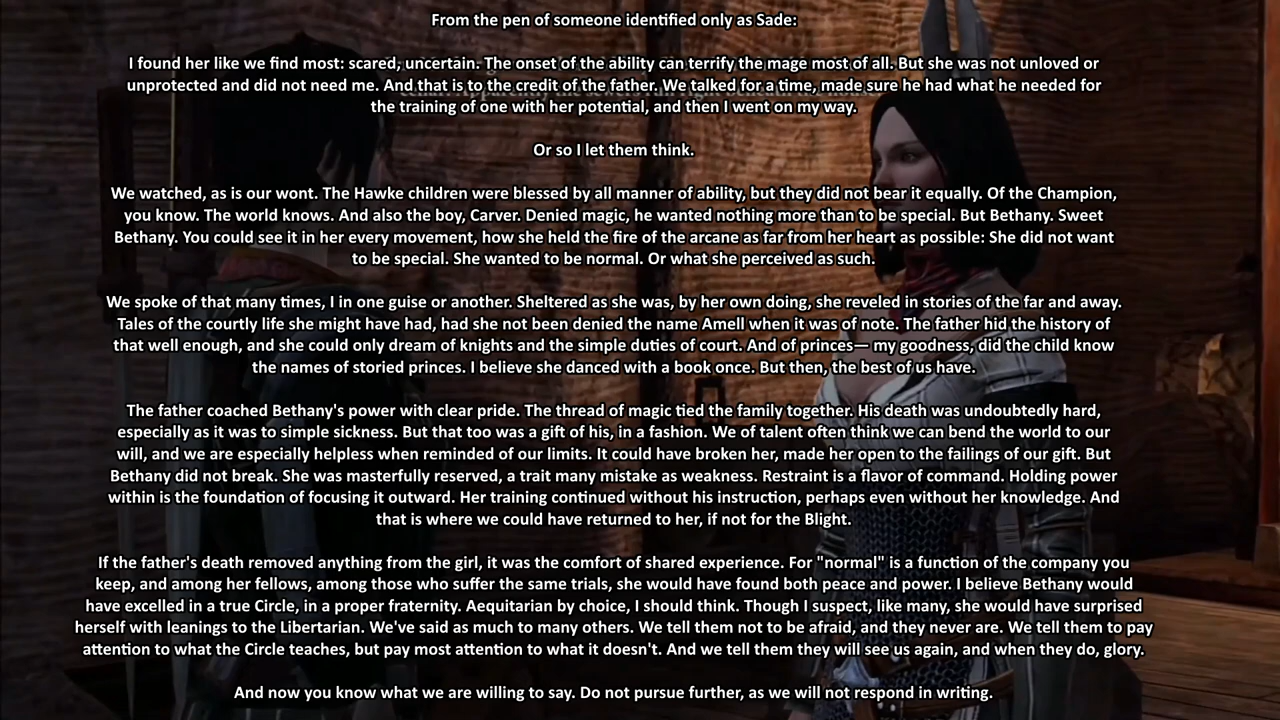 From the pen of someone identified only as Sade:
I found her like we find most: scared, uncertain. The onset of the ability can terrify the mage most of all. But she was not unloved or
unprotected and did not need me. And that is to the credit of the father. We talked for a time, made sure he had what he needed for
the training of one with her potential, and then I went on my way.
Or so I let them think.
We watched, as is our wont. The Hawke children were blessed by all manner of ability, but they did not bear it equally. Of the Champion,
you know. The world knows. And also the boy, Carver. Denied magic, he wanted nothing more than to be special. But Bethany. Sweet
Bethany. You could see it in her every movement, how she held the fire of the arcane as far from her heart as possible: She did not want
to be special. She wanted to be normal. Or what she perceived as such.
We spoke of that many times, I in one guise or another. Sheltered as she was, by her own doing, she reveled in stories of the far and away.
Tales of the courtly life she might have had, had she not been denied the name Amell when it was of note. The father hid the history of
that well enough, and she could only dream of knights and the simple duties of court. And of princes— my goodness, did the child know
the names of storied princes. I believe she danced with a book once. But then, the best of us have.
The father coached Bethany's power with clear pride. The thread of magic tied the family together. His death was undoubtedly hard,
especially as it was to simple sickness. But that too was a gift of his, in a fashion. We of talent often think we can bend the world to our
will, and we are especially helpless when reminded of our limits. It could have broken her, made her open to the failings of our gift. But
Bethany did not break. She was masterfully reserved, a trait many mistake as weakness. Restraint is a flavor of command. Holding power
within is the foundation of focusing it outward. Her training continued without his instruction, perhaps even without her knowledge. And
that is where we could have returned to her, if not for the Blight.
If the father's death removed anything from the girl, it was the comfort of shared experience. For "normal" is a function of the company you
keep, and among her fellows, among those who suffer the same trials, she would have found both peace and power. I believe Bethany would
have excelled in a true Circle, in a proper fraternity. Aequitarian by choice, I should think. Though I suspect, like many, she would have surprised
herself with leanings to the Libertarian. We've said as much to many others. We tell them not to be afraid, and they never are. We tell them to pay
attention to what the Circle teaches, but pay most attention to what it doesn't. And we tell them they will see us again, and when they do, glory.
And now you know what we are willing to say. Do not pursue further, as we will not respond in writing.